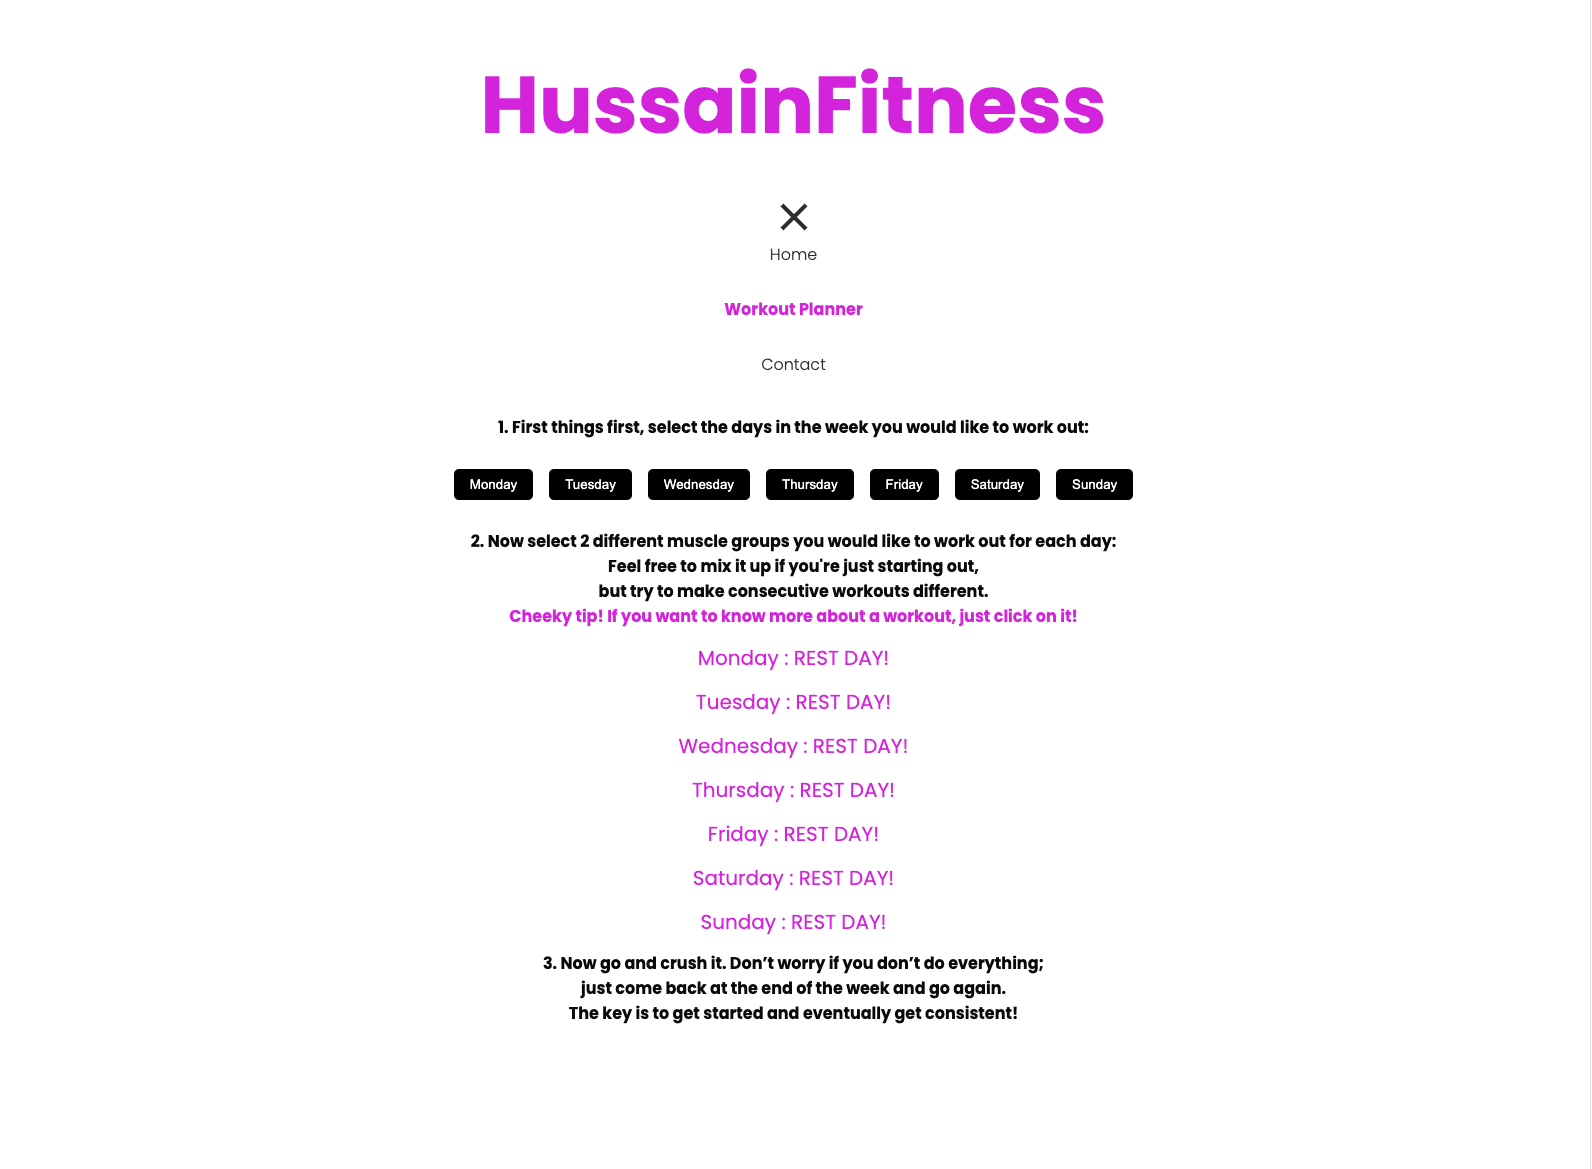 HussainFitness
Home
Workout Planner
Contact
1. First things first, select the days in the week you would like to work out:
Monday Tuesday Wednesday Thursday Friday Saturday Sunday
2. Now select 2 different muscle groups you would like to work out for each day:
Feel free to mix it up if you're just starting out,
but try to make consecutive workouts different.
Cheeky tip! If you want to know more about a workout, just click on it!
Monday : REST DAY!
Tuesday : REST DAY!
Wednesday : REST DAY!
Thursday : REST DAY!
Friday : REST DAY!
Saturday : REST DAY!
Sunday : REST DAY!
3. Now go and crush it. Don’t worry if you don’t do everything;
just come back at the end of the week and go again.
The key is to get started and eventually get consistent!